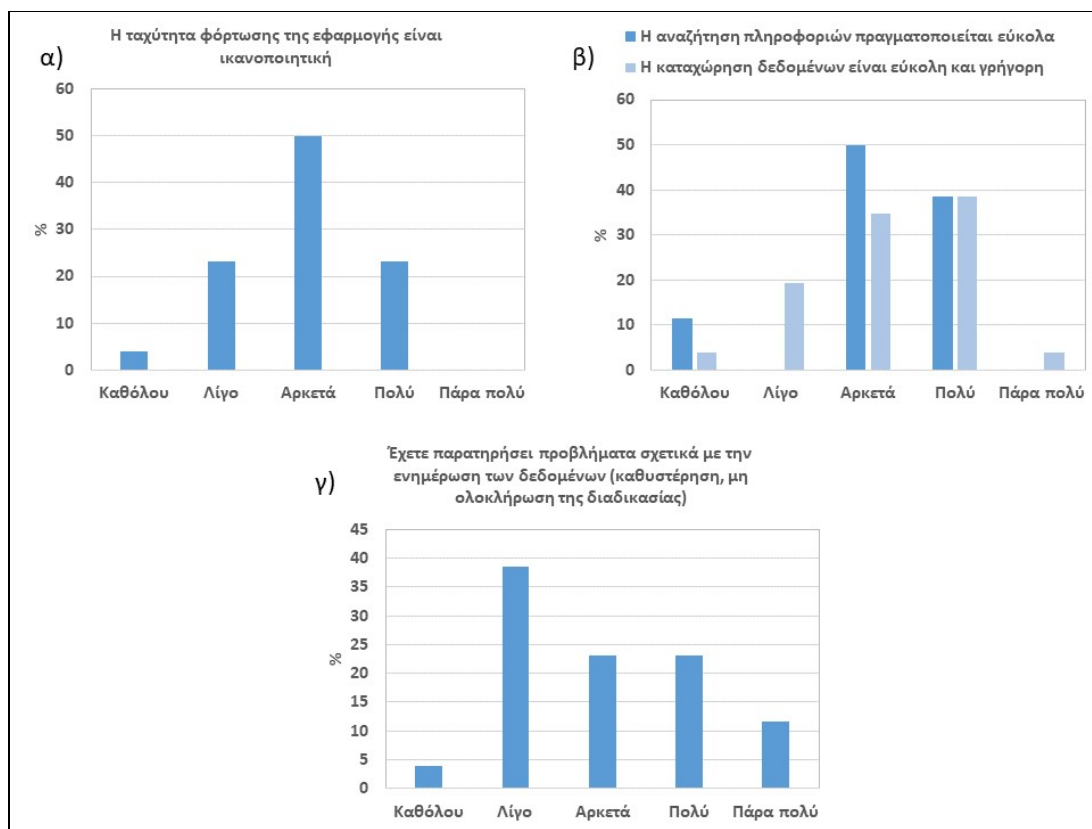 α)
Η ταχύτητα φόρτωσης της εφαρμογής είναι
ικανοποιητική
60
50
40
30
20
10
0
%
Καθόλου Λίγο Αρκετά Πολύ Πάρα πολύ
β)
Η αναζήτηση πληροφοριών πραγματοποιείται εύκολα
Η καταχώρηση δεδομένων είναι εύκολη και γρήγορη
60
50
40
30
20
10
0
%
Καθόλου Λίγο Αρκετά Πολύ Πάρα πολύ
γ)
Έχετε παρατηρήσει προβλήματα σχετικά με την
ενημέρωση των δεδομένων (καθυστέρηση, μη
ολοκλήρωση της διαδικασίας)
45
40
35
30
25
20
15
10
5
0
%
Καθόλου Λίγο Αρκετά Πολύ Πάρα πολύ